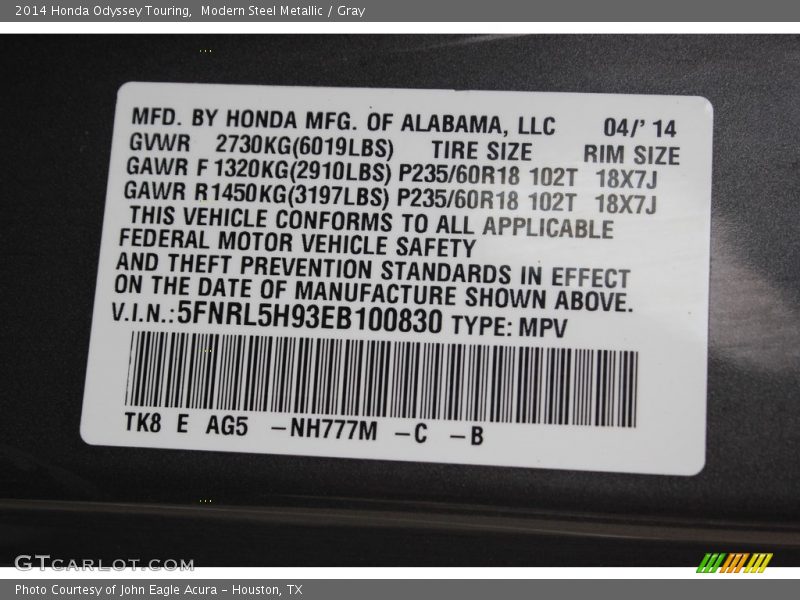 2014 Honda Odyssey Touring,  Modern Steel Metallic / Gray
MFD. BY HONDA MFG. OF ALABAMA, LLC 04/' 14
GVWR 2730KG(6019LBS) TIRE SIZE RIM SIZE
GAWR F 1320KG(2910LBS) P235/60R18 102T 18X7J
GAWR R1450KG(3197LBS) P235/60R18 102T 18X7J
THIS VEHICLE CONFORMS TO ALL APPLICABLE
FEDERAL MOTOR VEHICLE SAFETY
AND THEFT PREVENTION STANDARDS IN EFFECT
ON THE DATE OF MANUFACTURE SHOWN ABOVE.
V.I.N.: 5FNRL5H93EB100830 TYPE: MPV
TK8 E AG5 –NH777M –C –B
GTCARLOT.COM
Photo Courtesy of John Eagle Acura – Houston, TX